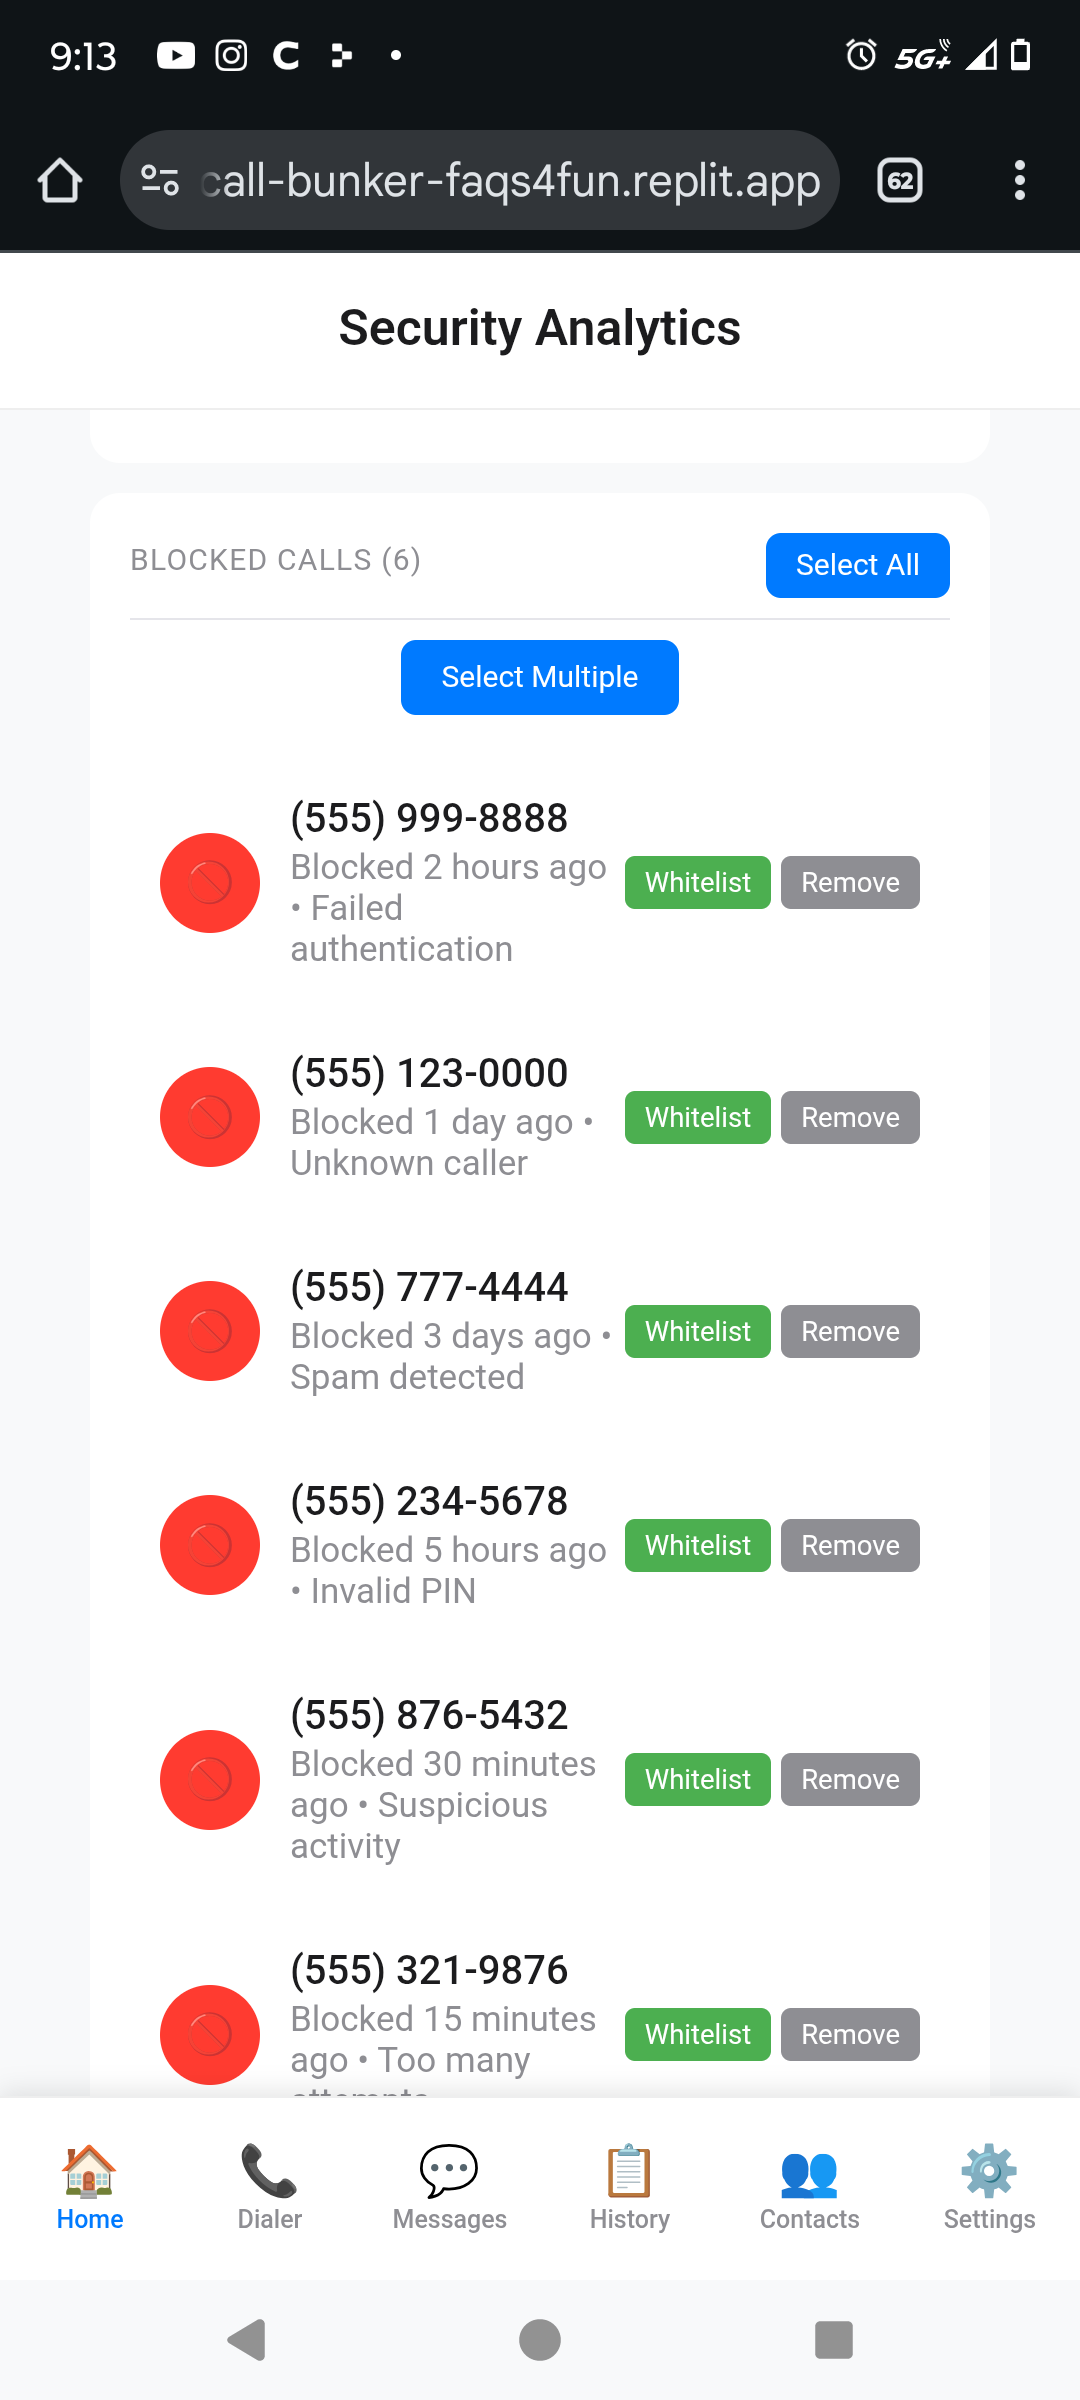 9:13
5G+
call-bunker-faqs4fun.replit.app
62
Security Analytics
BLOCKED CALLS (6)
Select All
Select Multiple
(555) 999-8888
Blocked 2 hours ago
• Failed
authentication
Whitelist
Remove
(555) 123-0000
Blocked 1 day ago •
Unknown caller
Whitelist
Remove
(555) 777-4444
Blocked 3 days ago •
Spam detected
Whitelist
Remove
(555) 234-5678
Blocked 5 hours ago
• Invalid PIN
Whitelist
Remove
(555) 876-5432
Blocked 30 minutes
ago • Suspicious
activity
Whitelist
Remove
(555) 321-9876
Blocked 15 minutes
ago • Too many
Whitelist
Remove
Home
Dialer
Messages
History
Contacts
Settings